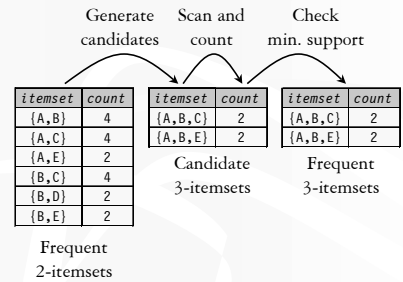 Generate candidates
Scan and count
Check min. support
itemset count
{A,B} 4
{A,C} 4
{A,E} 2
{B,C} 4
{B,D} 2
{B,E} 2
Frequent
2-itemsets
itemset count
{A,B,C} 2
{A,B,E} 2
Candidate
3-itemsets
itemset count
{A,B,C} 2
{A,B,E} 2
Frequent
3-itemsets